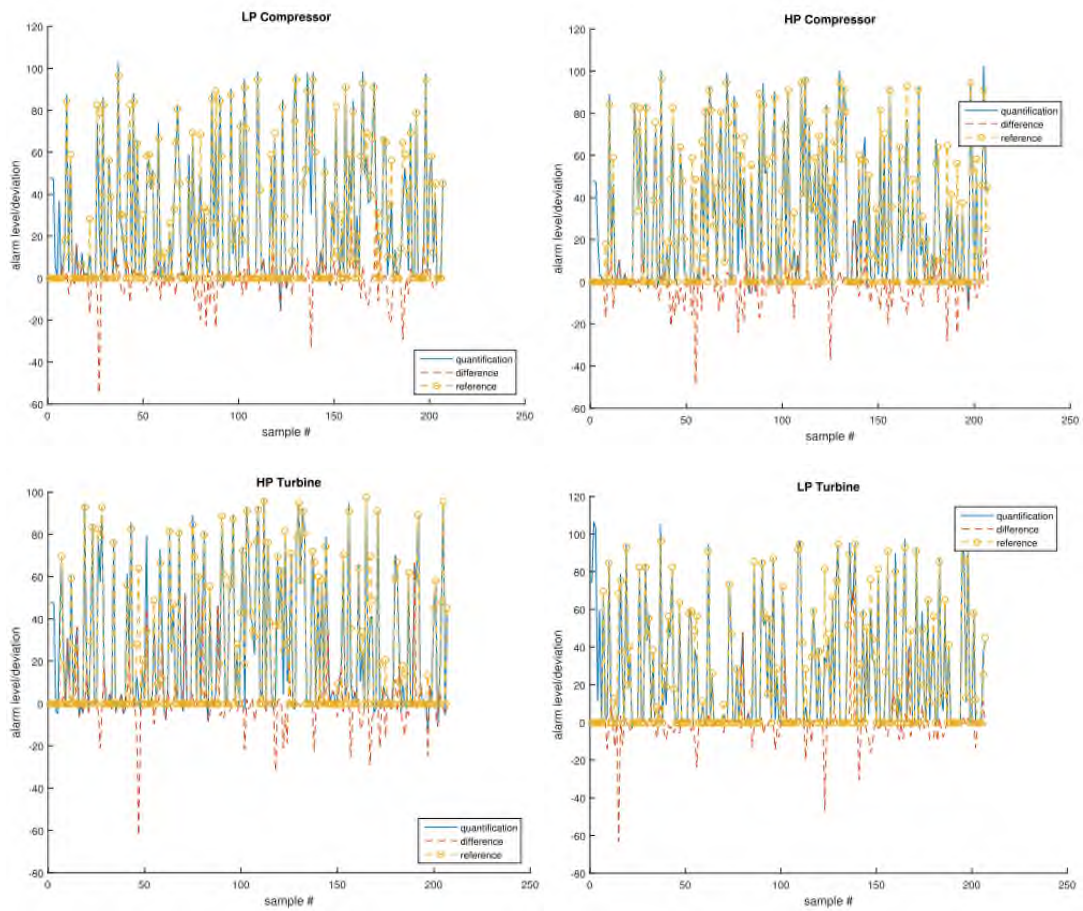 LP Compressor
120
100
80
60
40
20
0
-20
-40
-60
0 50 100 150 200 250
alarm level/deviation
sample #
quantification
difference
reference
HP Compressor
120
100
80
60
40
20
0
-20
-40
-60
0 50 100 150 200 250
alarm level/deviation
sample #
quantification
difference
reference
HP Turbine
100
80
60
40
20
0
-20
-40
-60
-80
0 50 100 150 200 250
alarm level/deviation
sample #
quantification
difference
reference
LP Turbine
120
100
80
60
40
20
0
-20
-40
-60
-80
0 50 100 150 200 250
alarm level/deviation
sample #
quantification
difference
reference